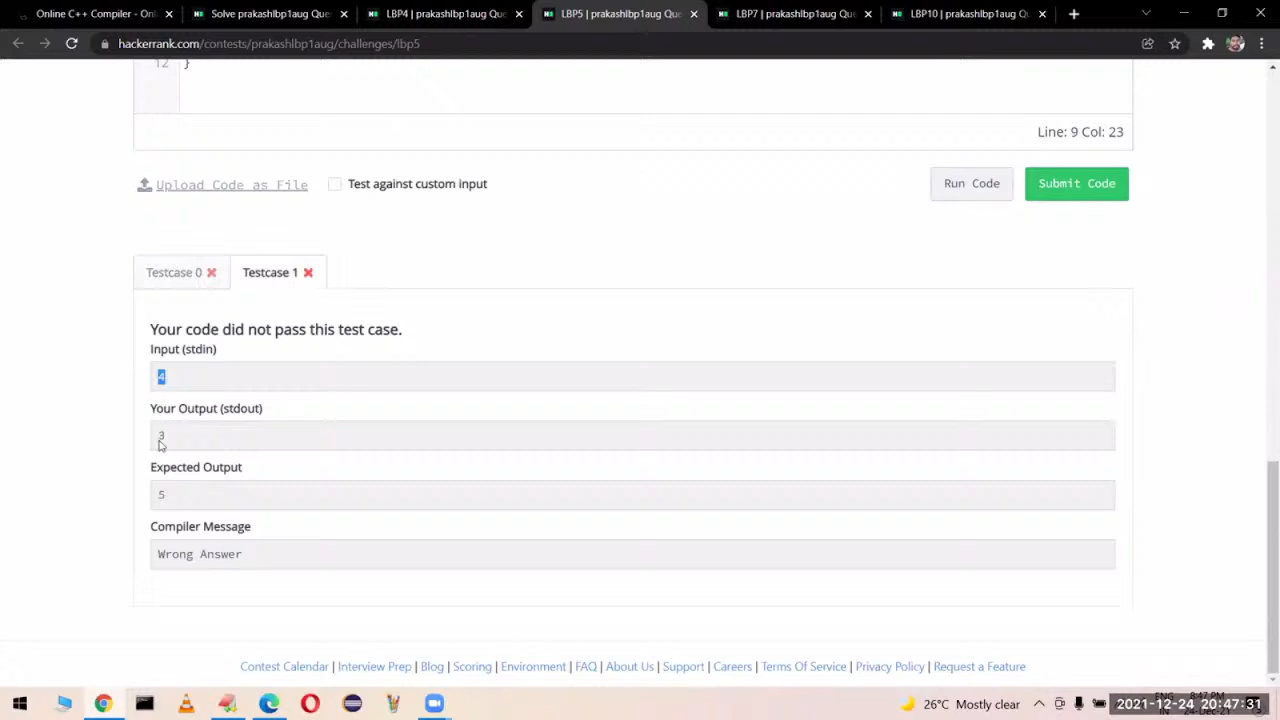 Online C++ Compiler - Onli
Solve prakashlbp1aug Que
LBP4 | prakashlbp1aug Que
LBP5 | prakashlbp1aug Que
LBP7 | prakashlbp1aug Que
LBP10 | prakashlbp1aug Qu
hackerrank.com/contests/prakashlbp1aug/challenges/lbp5
12 }
Line: 9 Col: 23
Upload Code as File
Test against custom input
Run Code
Submit Code
Testcase 0
Testcase 1
Your code did not pass this test case.
Input (stdin)
4
Your Output (stdout)
3
Expected Output
5
Compiler Message
Wrong Answer
Contest Calendar | Interview Prep | Blog | Scoring | Environment | FAQ | About Us | Support | Careers | Terms Of Service | Privacy Policy | Request a Feature
26°C Mostly clear
2021-12-24 20:47:31